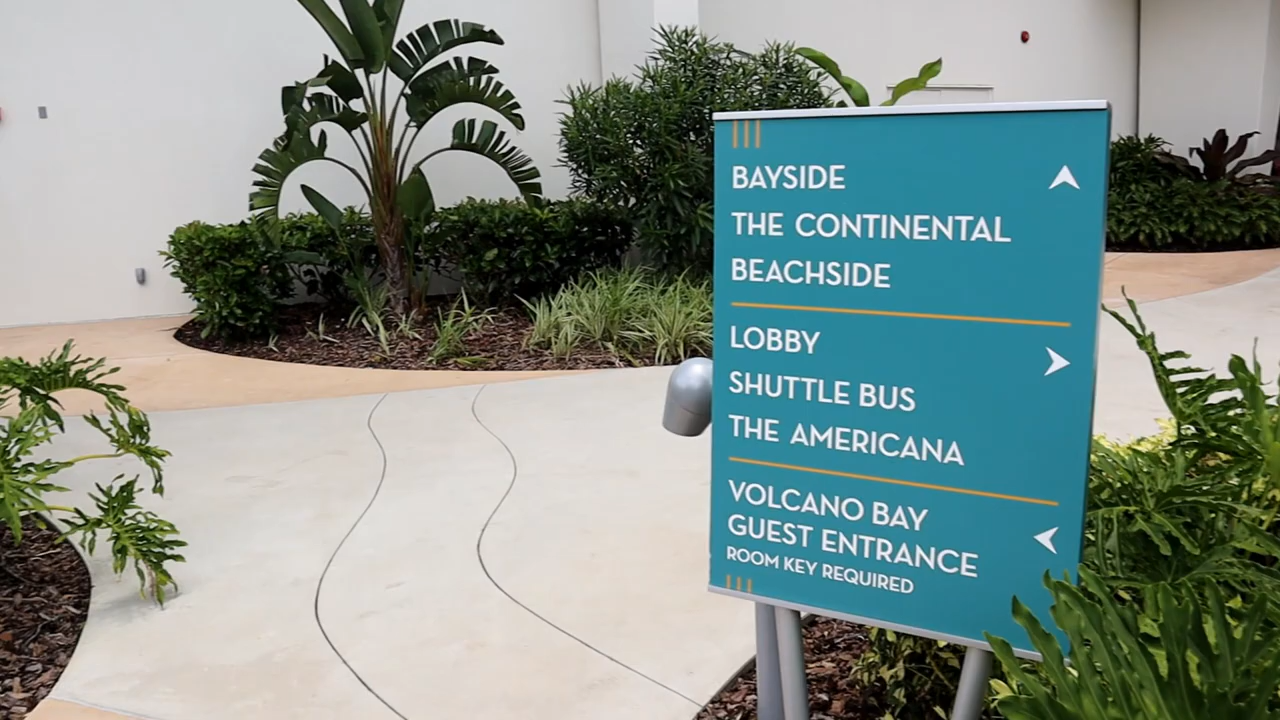 BAYSIDE
THE CONTINENTAL
BEACHSIDE
LOBBY
SHUTTLE BUS
THE AMERICANA
VOLCANO BAY
GUEST ENTRANCE
ROOM KEY REQUIRED